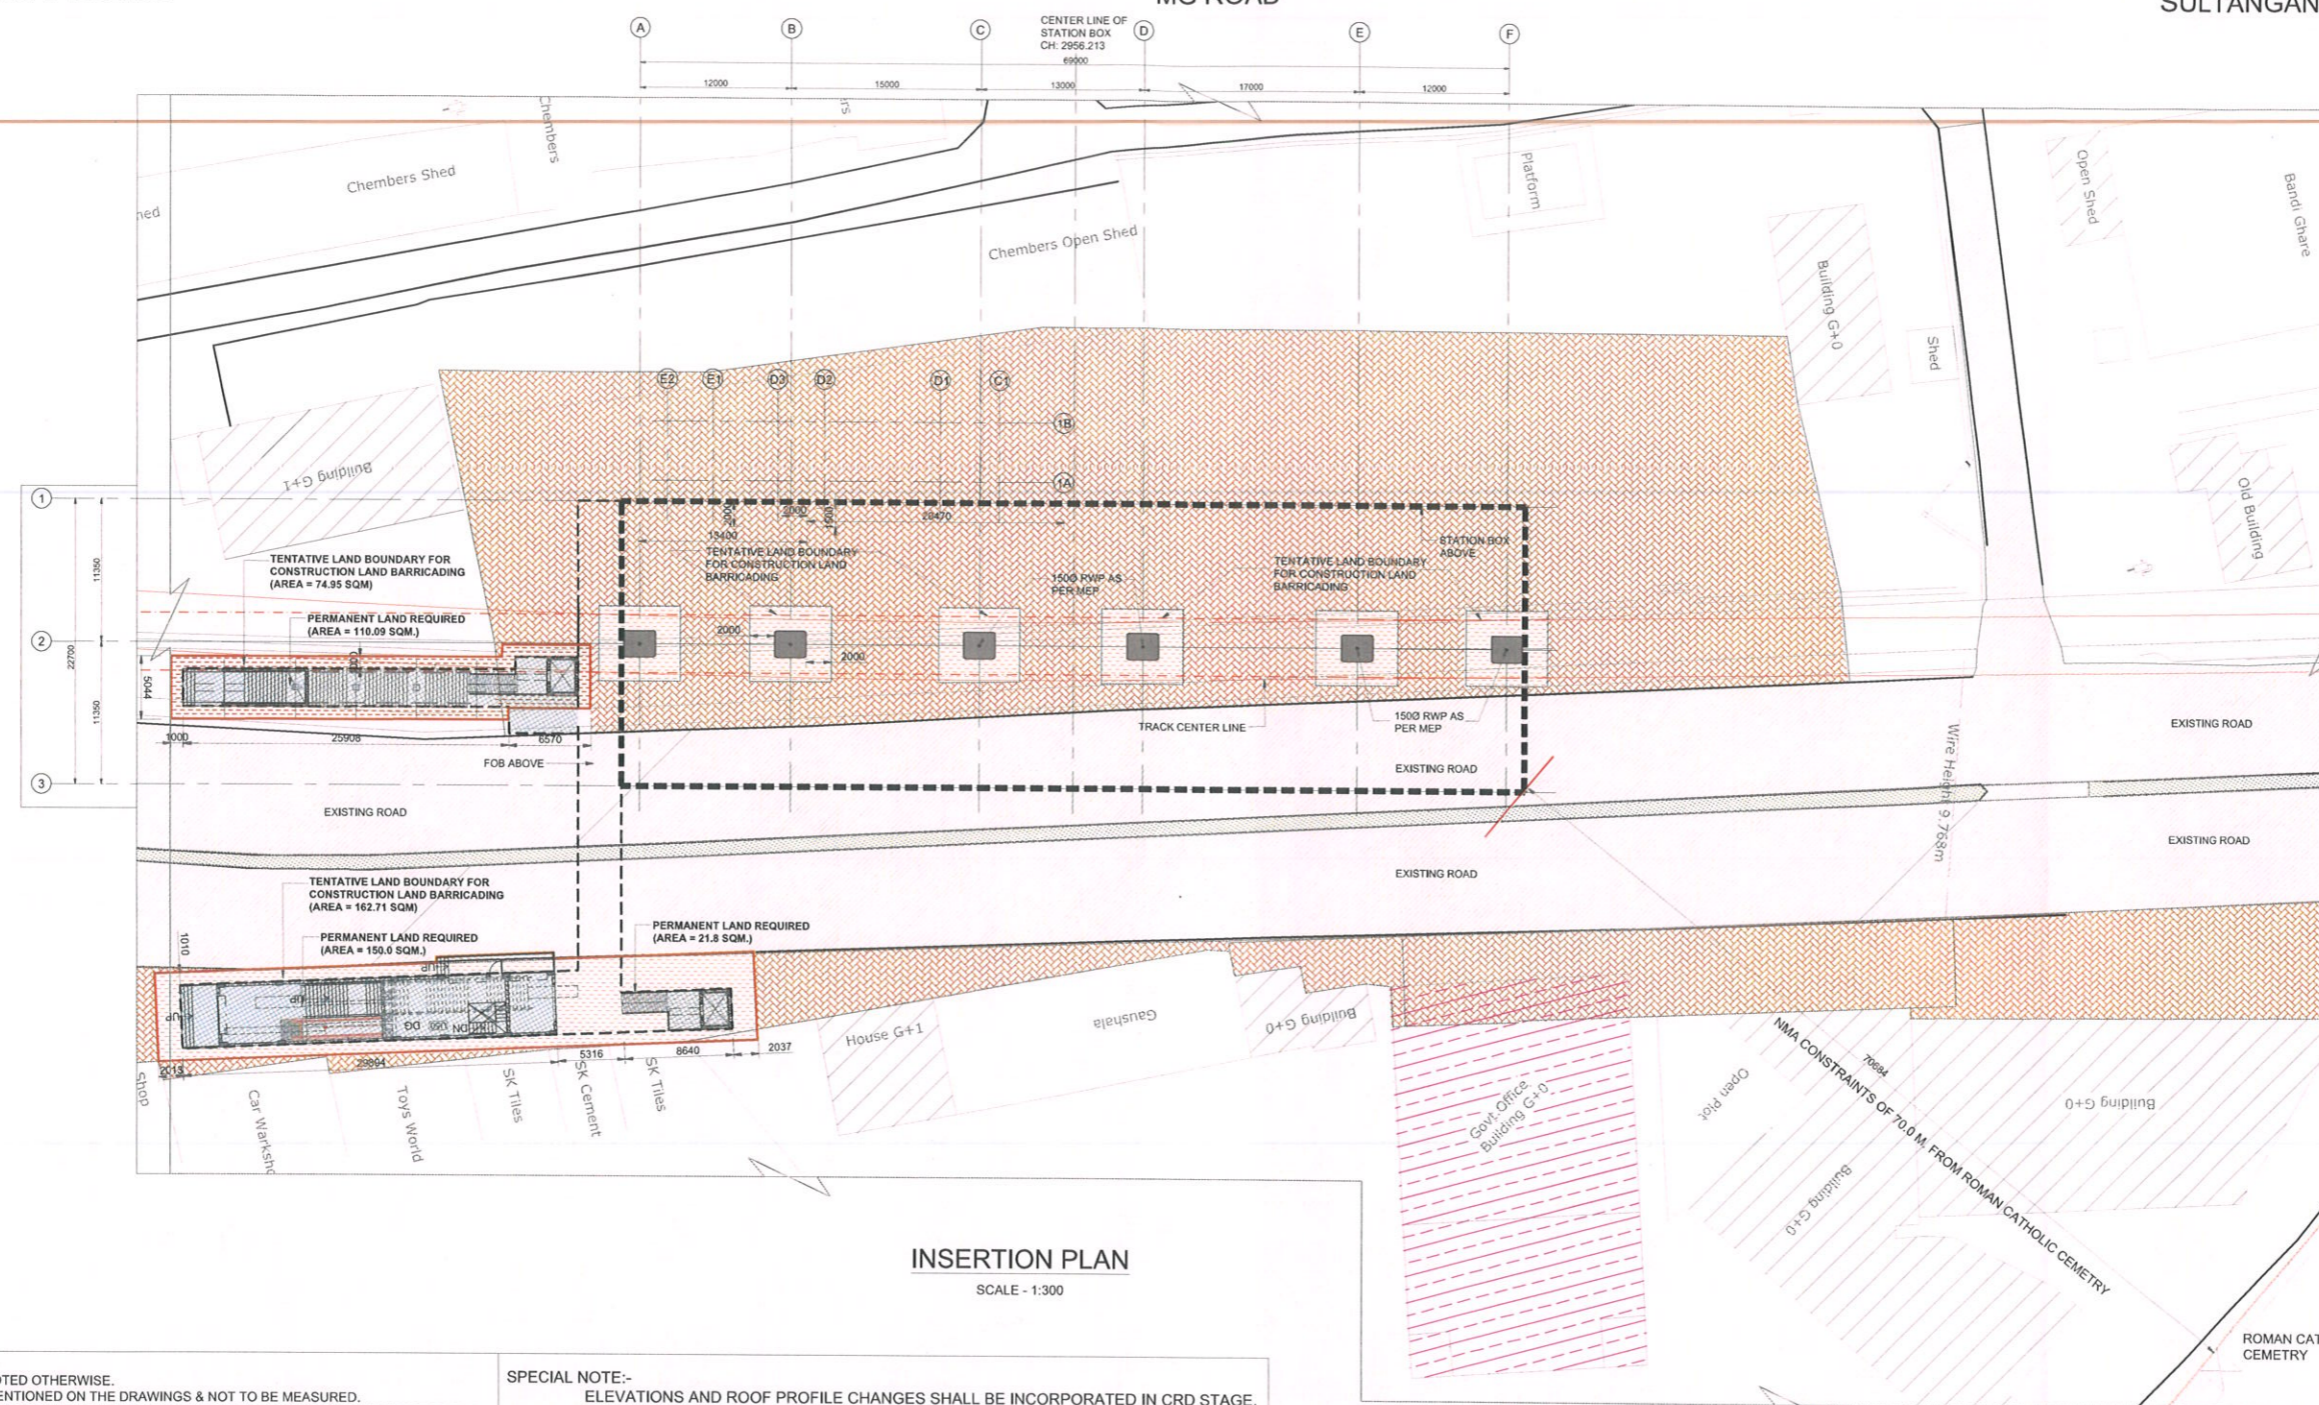 MG ROAD
SULTANGAN
A
B
CENTER LINE OF
STATION BOX
CH: 2956.213
C
D
E
F
69000
12000
15000
13000
17000
12000
Chembers
Chembers Shed
Chembers Open Shed
Platform
Open Shed
Bandi Ghare
Building G+0
Shed
Old Building
E2
E1
D3
D2
D1
C1
1B
1A
Building G+1
1
2
3
11350
11350
22700
5044
2000
13400
29470
TENTATIVE LAND BOUNDARY
FOR CONSTRUCTION LAND
BARRICADING
150Ø RWP AS
PER MEP
TENTATIVE LAND BOUNDARY
FOR CONSTRUCTION LAND
BARRICADING
STATION BOX
ABOVE
TENTATIVE LAND BOUNDARY FOR
CONSTRUCTION LAND BARRICADING
(AREA = 74.95 SQM)
PERMANENT LAND REQUIRED
(AREA = 110.09 SQM.)
2000
2000
1000
25908
6570
FOB ABOVE
TRACK CENTER LINE
150Ø RWP AS
PER MEP
EXISTING ROAD
EXISTING ROAD
EXISTING ROAD
EXISTING ROAD
EXISTING ROAD
Wire Height 9.768m
TENTATIVE LAND BOUNDARY FOR
CONSTRUCTION LAND BARRICADING
(AREA = 162.71 SQM)
PERMANENT LAND REQUIRED
(AREA = 150.0 SQM.)
PERMANENT LAND REQUIRED
(AREA = 21.8 SQM.)
1010
UP
UP
UP
DG
DN
2013
29894
5316
8640
2037
Shop
Car Warksho
Toys World
SK Tiles
SK Cement
SK Tiles
House G+1
Gaushala
Building G+0
Govt. Office
Building G+0
Open Plot
Building G+0
Building G+0
70684
NMA CONSTRAINTS OF 70.0 M. FROM ROMAN CATHOLIC CEMETRY
ROMAN CAT
CEMETRY
INSERTION PLAN
SCALE - 1:300
OTED OTHERWISE.
ENTIONED ON THE DRAWINGS & NOT TO BE MEASURED.
SPECIAL NOTE:-
ELEVATIONS AND ROOF PROFILE CHANGES SHALL BE INCORPORATED IN CRD STAGE.